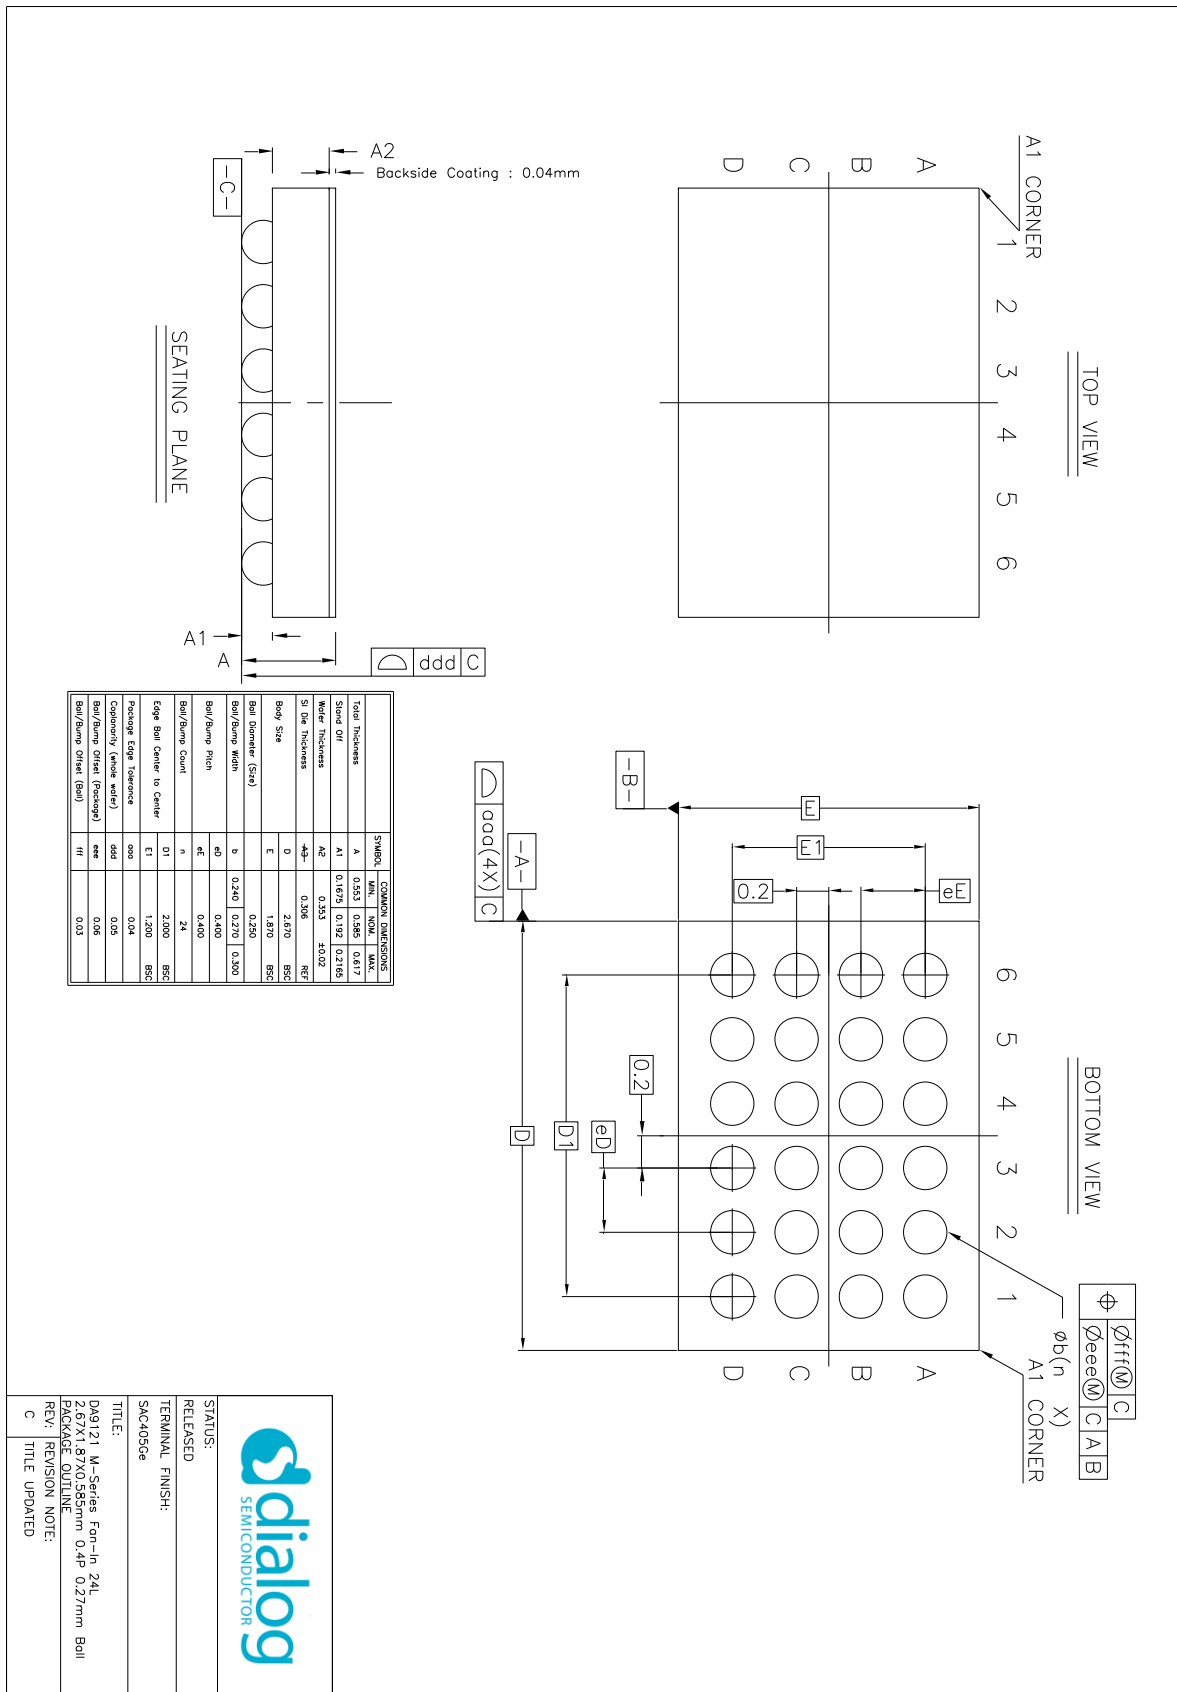 TOP VIEW
A1 CORNER
1 2 3 4 5 6
A
B
C
D
BOTTOM VIEW
6 5 4 3 2 1
A
B
C
D
A1 CORNER
Øb(n X)
Øfff Ⓜ C
Øeee Ⓜ C A B
eE
E1
E
0.2
0.2
eD
D1
D
-B-
-A-
aaa(4X) C
A2
Backside Coating : 0.04mm
-C-
SEATING PLANE
A1
A
ddd C
SYMBOL COMMON DIMENSIONS
MIN. NOM. MAX.
Total Thickness A 0.553 0.585 0.617
Stand Off A1 0.1675 0.192 0.2165
Wafer Thickness A2 0.353 ±0.02
Si Die Thickness A3 0.306 REF
Body Size D 2.670 BSC
E 1.870 BSC
Ball Diameter (Size) 0.250
Ball/Bump Width b 0.240 0.270 0.300
Ball/Bump Pitch eD 0.400
eE 0.400
Ball/Bump Count n 24
Edge Ball Center to Center D1 2.000 BSC
E1 1.200 BSC
Package Edge Tolerance aaa 0.04
Coplanarity (whole wafer) ddd 0.05
Ball/Bump Offset (Package) eee 0.06
Ball/Bump Offset (Ball) fff 0.03
dialog
SEMICONDUCTOR
STATUS:
RELEASED
TERMINAL FINISH:
SAC405Ge
TITLE:
DA9121 M-Series Fan-In 24L
2.67X1.87X0.585mm 0.4P 0.27mm Ball
PACKAGE OUTLINE
REV: REVISION NOTE:
C TITLE UPDATED